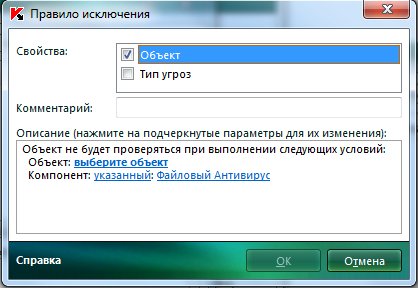 Правило исключения
Свойства:
Объект
Тип угроз
Комментарий:
Описание (нажмите на подчеркнутые параметры для их изменения):
Объект не будет проверяться при выполнении следующих условий:
Объект: выберите объект
Компонент: указанный: Файловый Антивирус
Справка
ОК
Отмена